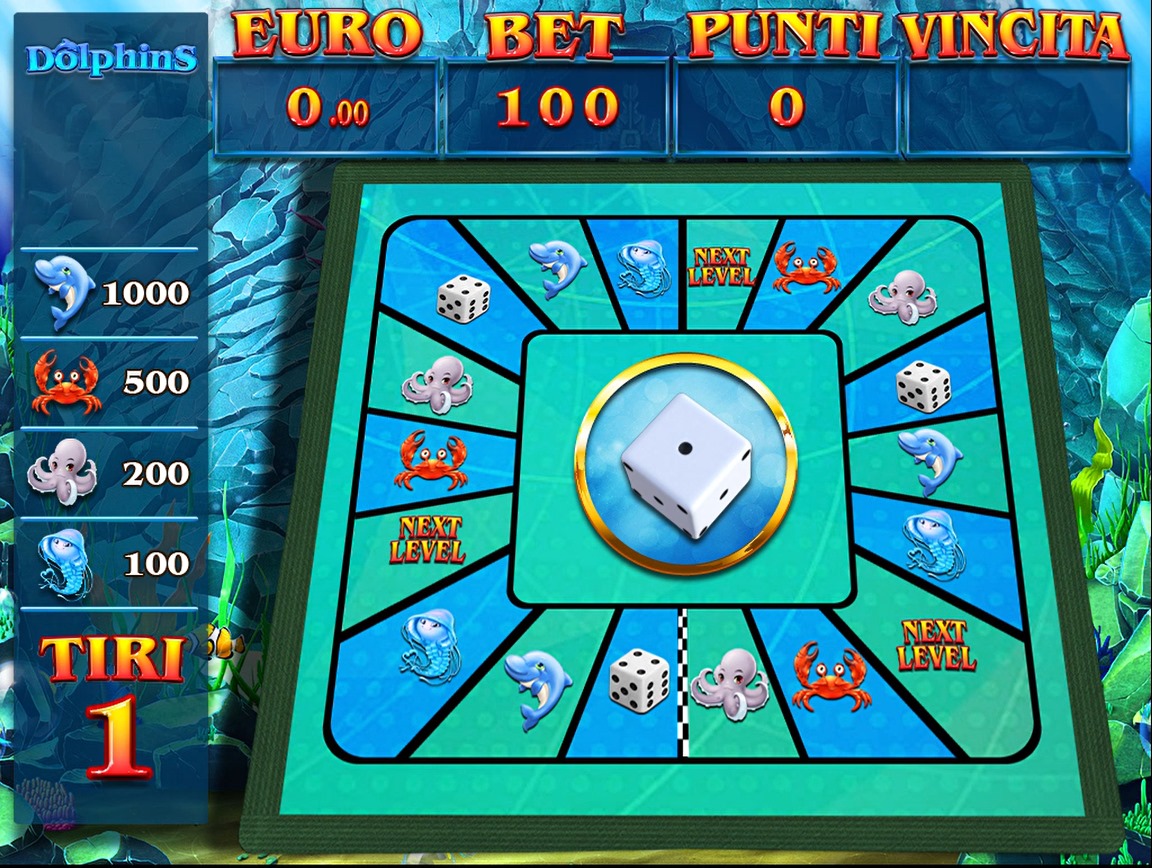 Dolphins
EURO BET PUNTI VINCITA
0.00 100 0
1000
500
200
100
TIRI
1
NEXT
LEVEL
NEXT
LEVEL
NEXT
LEVEL